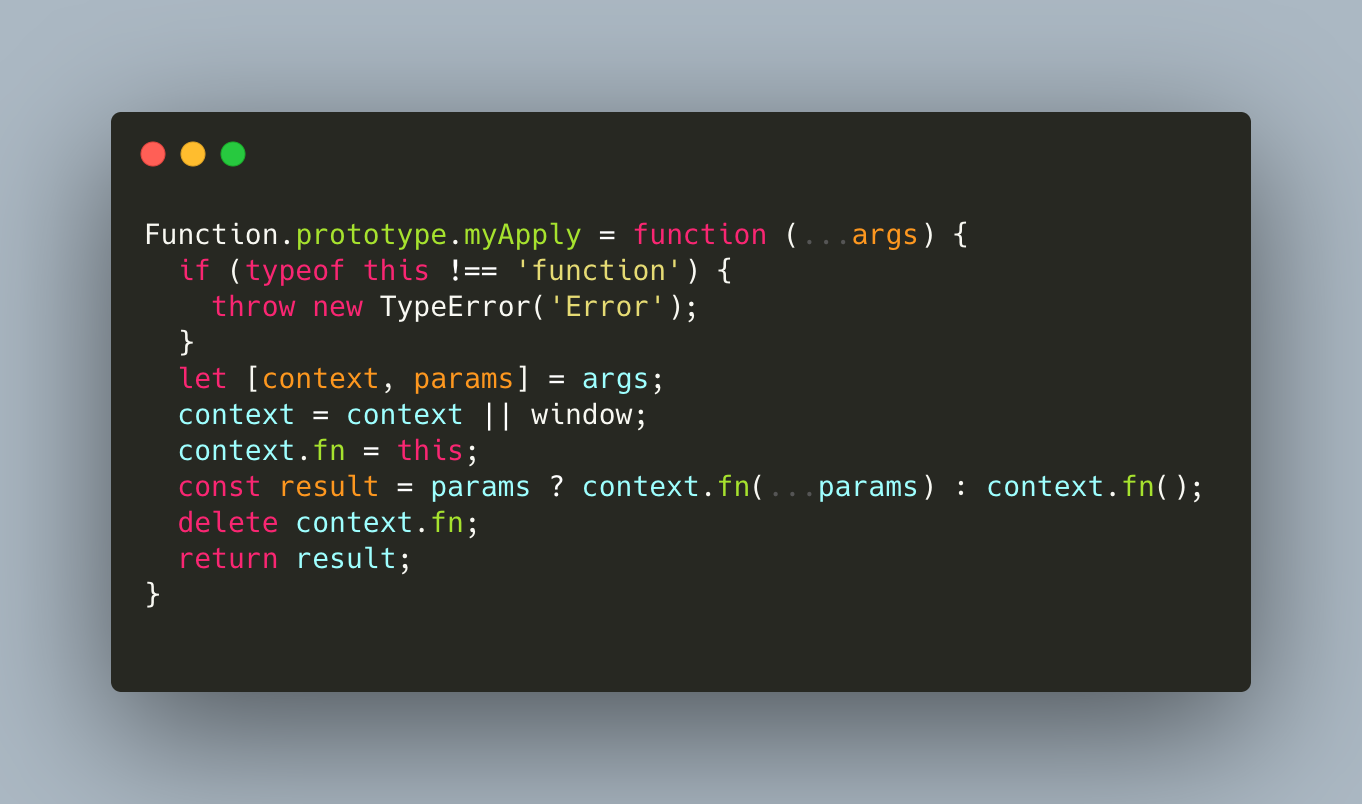 Function.prototype.myApply = function (...args) {
  if (typeof this !== 'function') {
    throw new TypeError('Error');
  }
  let [context, params] = args;
  context = context || window;
  context.fn = this;
  const result = params ? context.fn(...params) : context.fn();
  delete context.fn;
  return result;
}